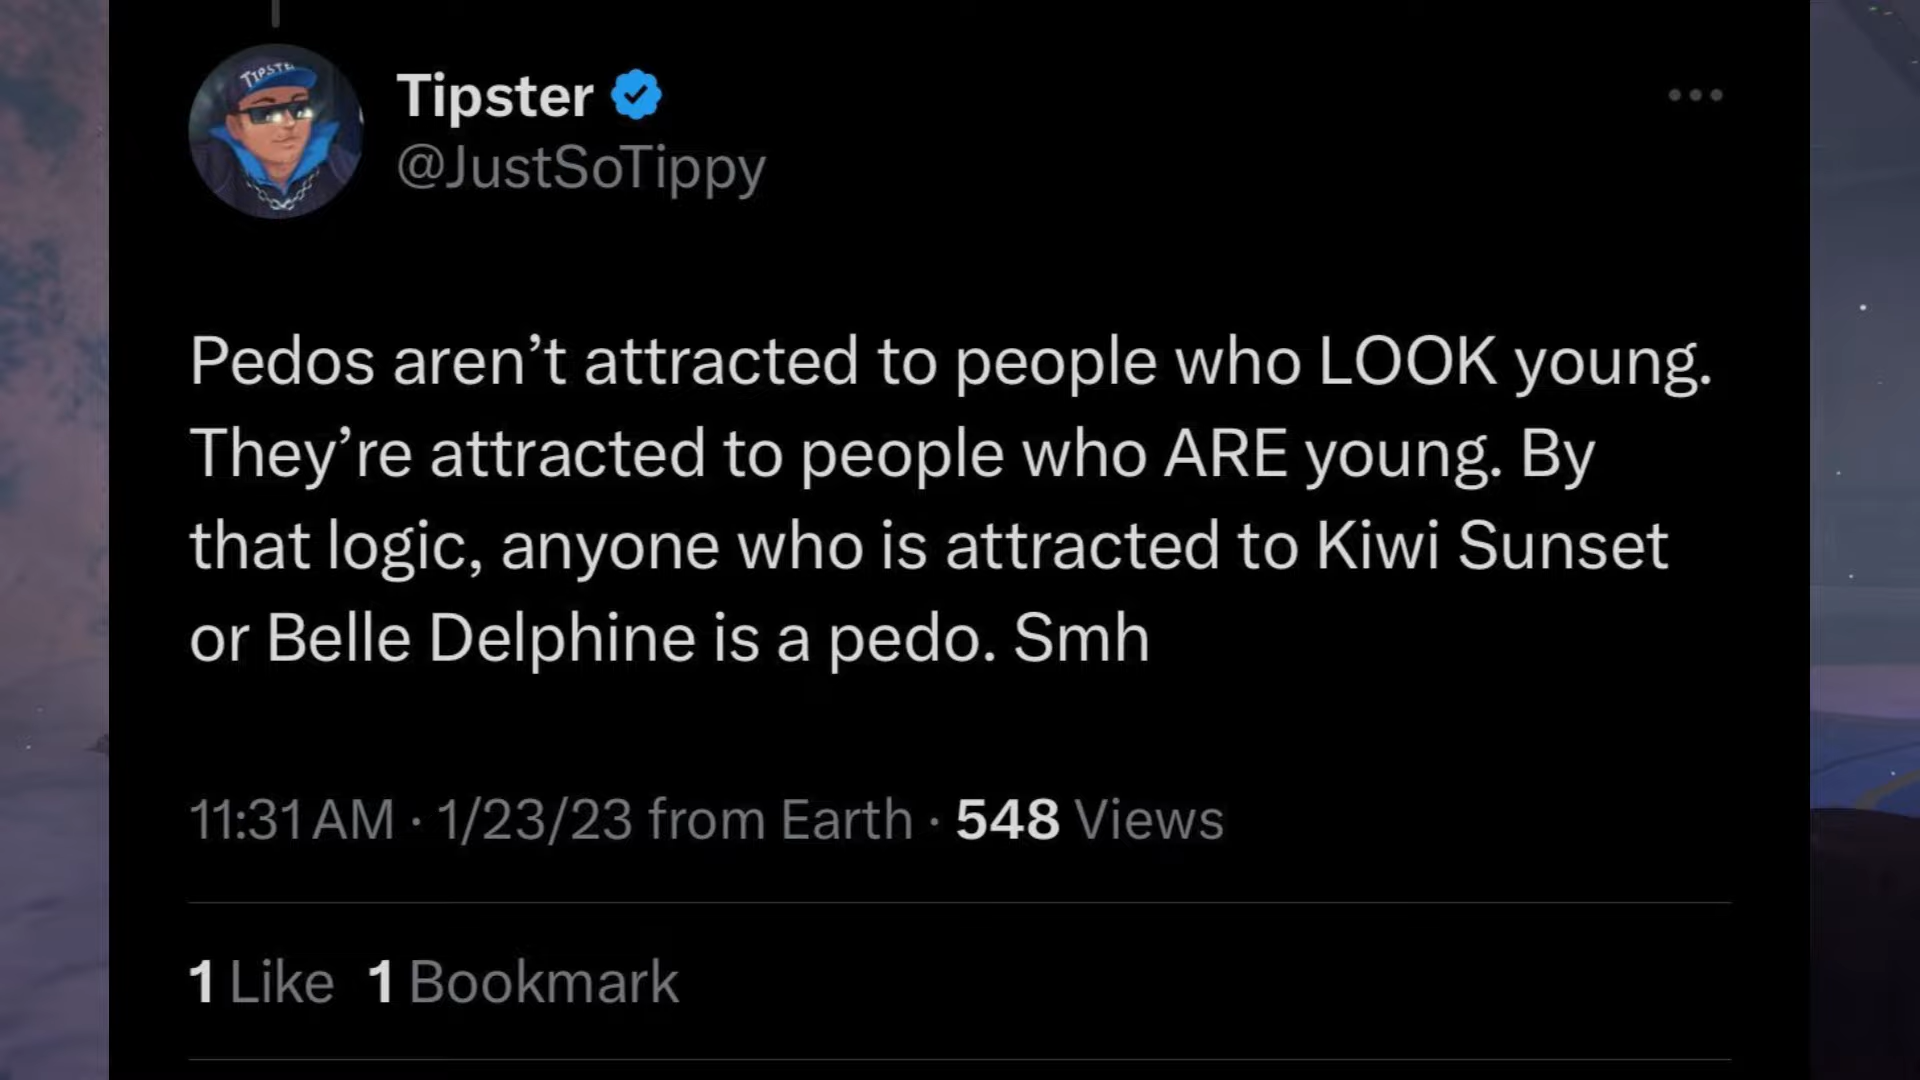 TIPSTER
Tipster
@JustSoTippy
Pedos aren’t attracted to people who LOOK young.
They’re attracted to people who ARE young. By
that logic, anyone who is attracted to Kiwi Sunset
or Belle Delphine is a pedo. Smh
11:31 AM · 1/23/23 from Earth · 548 Views
1 Like 1 Bookmark